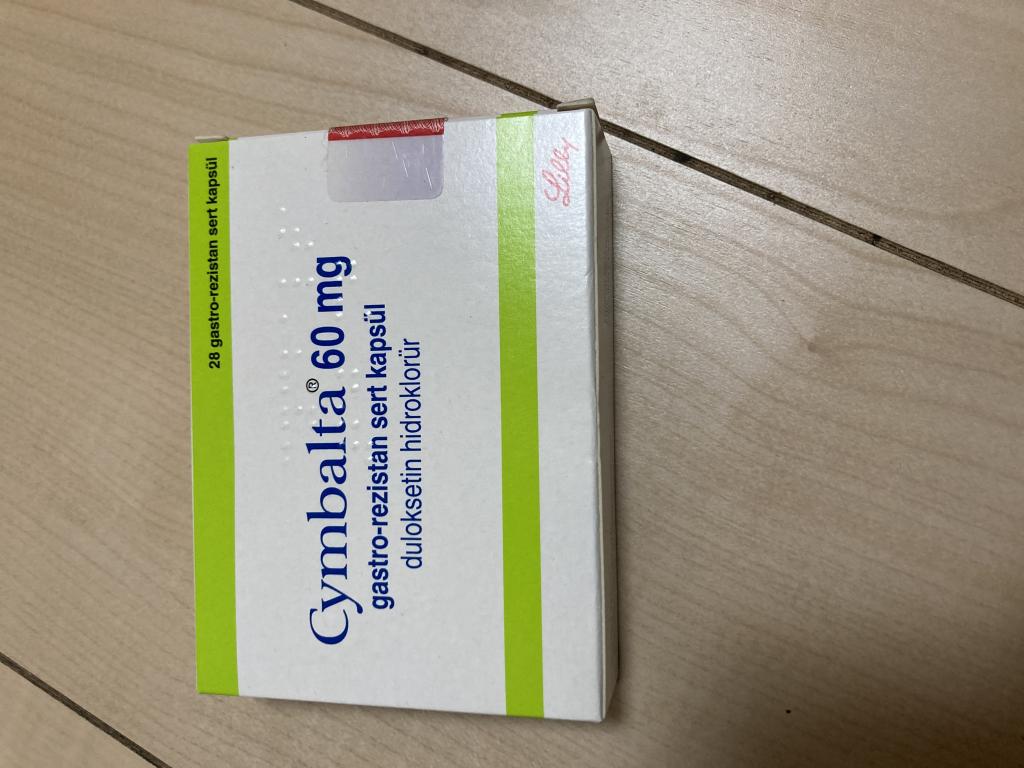 28 gastro-rezistan sert kapsül
Cymbalta® 60 mg
gastro-rezistan sert kapsül
duloksetin hidroklorür
Lilly